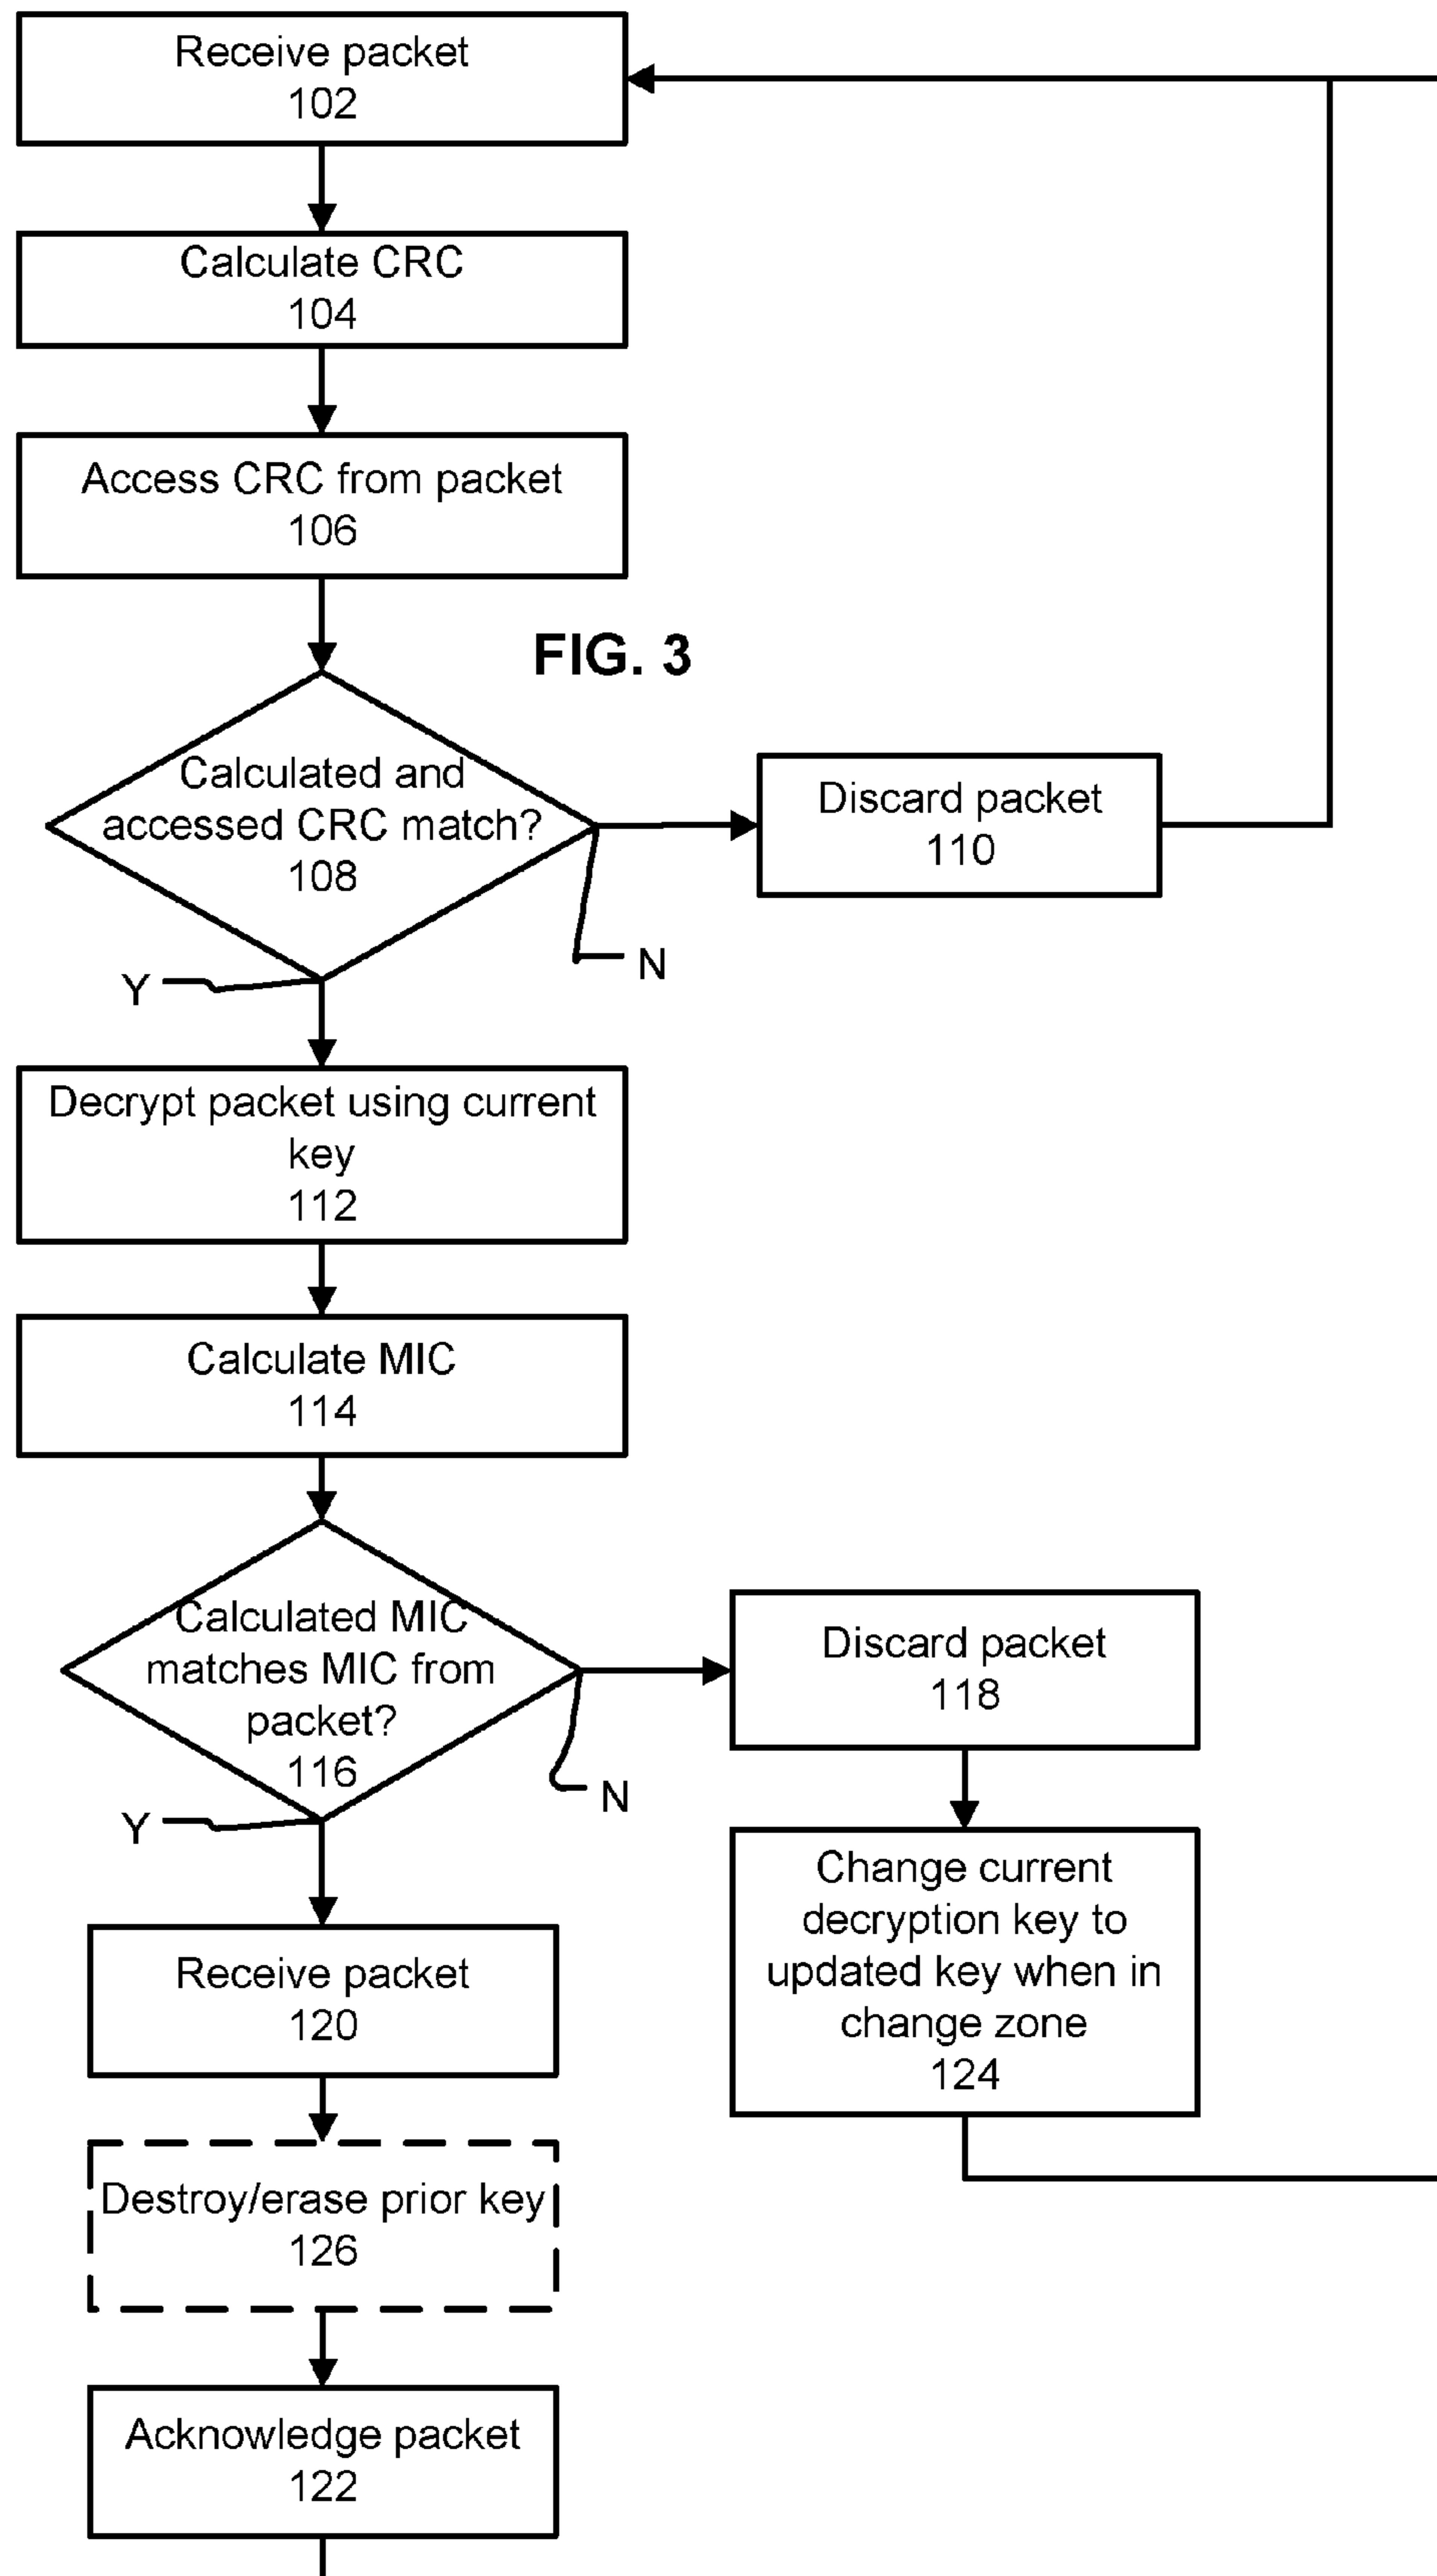 Receive packet
102
Calculate CRC
104
Access CRC from packet
106
FIG. 3
Calculated and
accessed CRC match?
108
Discard packet
110
N
Y
Decrypt packet using current
key
112
Calculate MIC
114
Calculated MIC
matches MIC from
packet?
116
Discard packet
118
N
Y
Change current
decryption key to
updated key when in
change zone
124
Receive packet
120
Destroy/erase prior key
126
Acknowledge packet
122